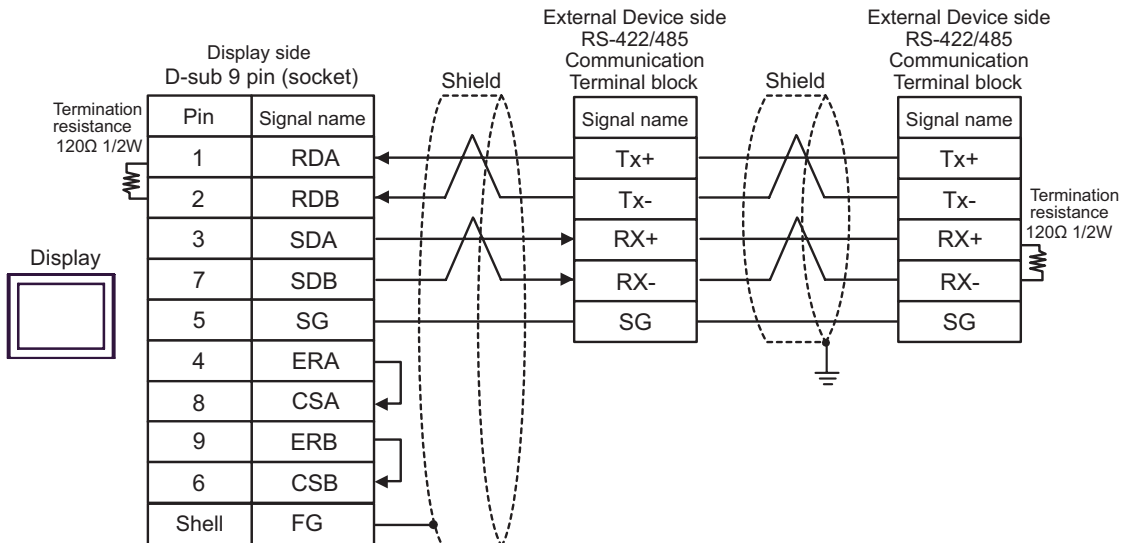 External Device side
RS-422/485
Communication
Terminal block
External Device side
RS-422/485
Communication
Terminal block
Display side
D-sub 9 pin (socket)
Shield
Shield
Termination
resistance
120Ω 1/2W
Pin Signal name
Signal name
Signal name
1 RDA Tx+ Tx+
2 RDB Tx- Tx-
3 SDA RX+ RX+
7 SDB RX- RX-
5 SG SG SG
4 ERA
8 CSA
9 ERB
6 CSB
Shell FG
Termination
resistance
120Ω 1/2W
Display